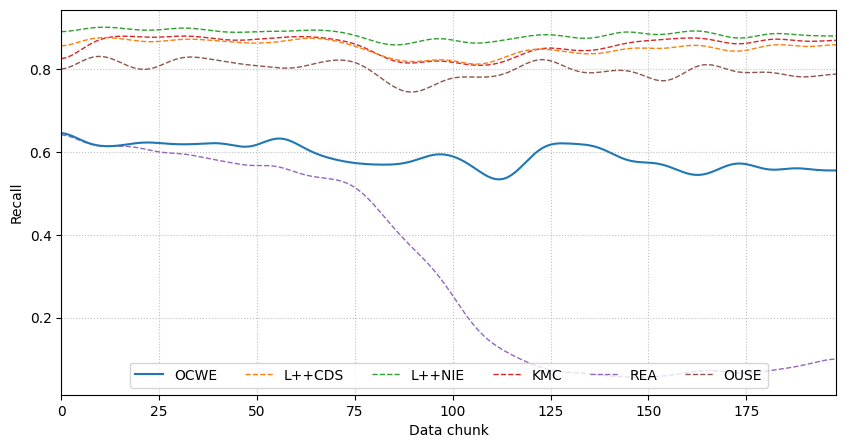 Recall
0.8
0.6
0.4
0.2
OCWE L++CDS L++NIE KMC REA OUSE
0 25 50 75 100 125 150 175
Data chunk